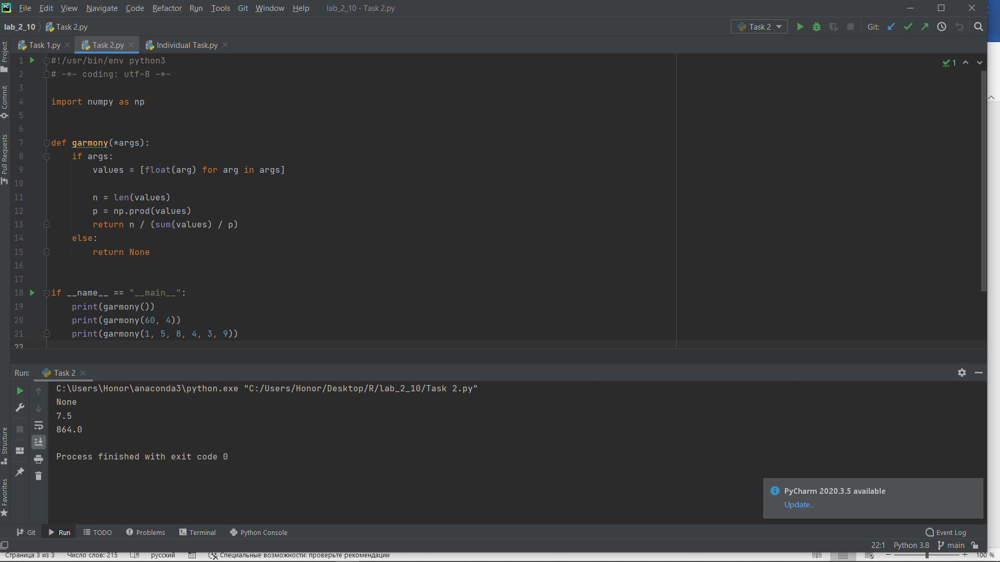 PC File Edit View Navigate Code Refactor Run Tools Git Window Help lab_2_10 - Task 2.py
lab_2_10 Task 2.py Task 2 Git:
Task 1.py Task 2.py Individual Task.py
Project
Commit
Pull Requests
Structure
Favorites
1 #!/usr/bin/env python3
2 # -*- coding: utf-8 -*-
3
4 import numpy as np
5
6
7 def garmony(*args):
8 if args:
9 values = [float(arg) for arg in args]
10
11 n = len(values)
12 p = np.prod(values)
13 return n / (sum(values) / p)
14 else:
15 return None
16
17
18 if __name__ == "__main__":
19 print(garmony())
20 print(garmony(60, 4))
21 print(garmony(1, 5, 8, 4, 3, 9))
22
1
Run: Task 2
C:\Users\Honor\anaconda3\python.exe "C:/Users/Honor/Desktop/R/lab_2_10/Task 2.py"
None
7.5
864.0
Process finished with exit code 0
PyCharm 2020.3.5 available
Update...
Git Run TODO Problems Terminal Python Console Event Log
22:1 Python 3.8 main
Страница 3 из 3 Число слов: 215 русский Специальные возможности: проверьте рекомендации 100 %